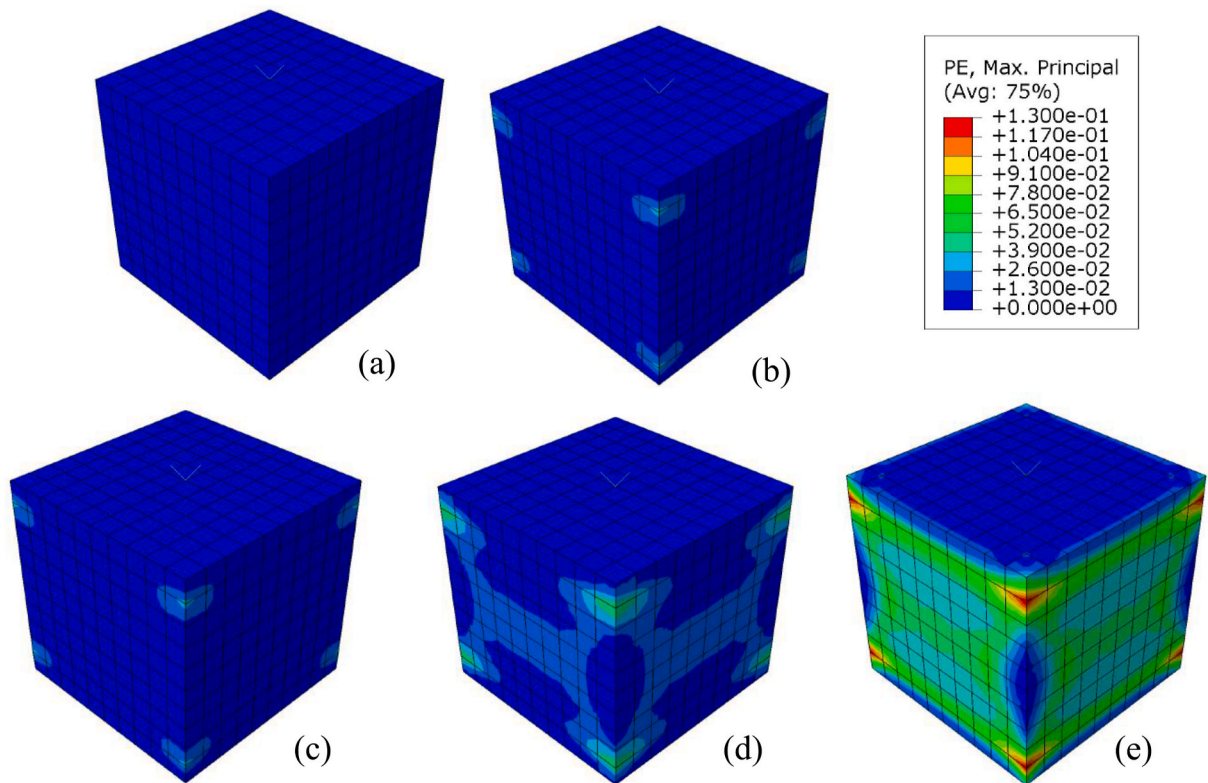 PE, Max. Principal
(Avg: 75%)
+1.300e-01
+1.170e-01
+1.040e-01
+9.100e-02
+7.800e-02
+6.500e-02
+5.200e-02
+3.900e-02
+2.600e-02
+1.300e-02
+0.000e+00
(a)
(b)
(c)
(d)
(e)